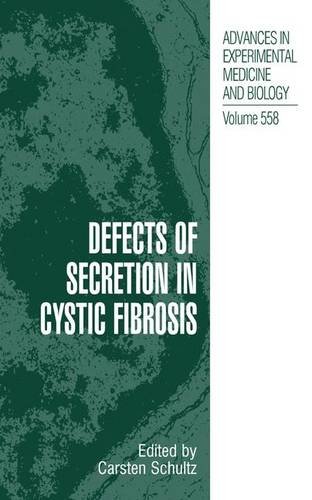 ADVANCES IN
EXPERIMENTAL
MEDICINE
AND BIOLOGY
Volume 558
DEFECTS OF
SECRETION IN
CYSTIC FIBROSIS
Edited by
Carsten Schultz